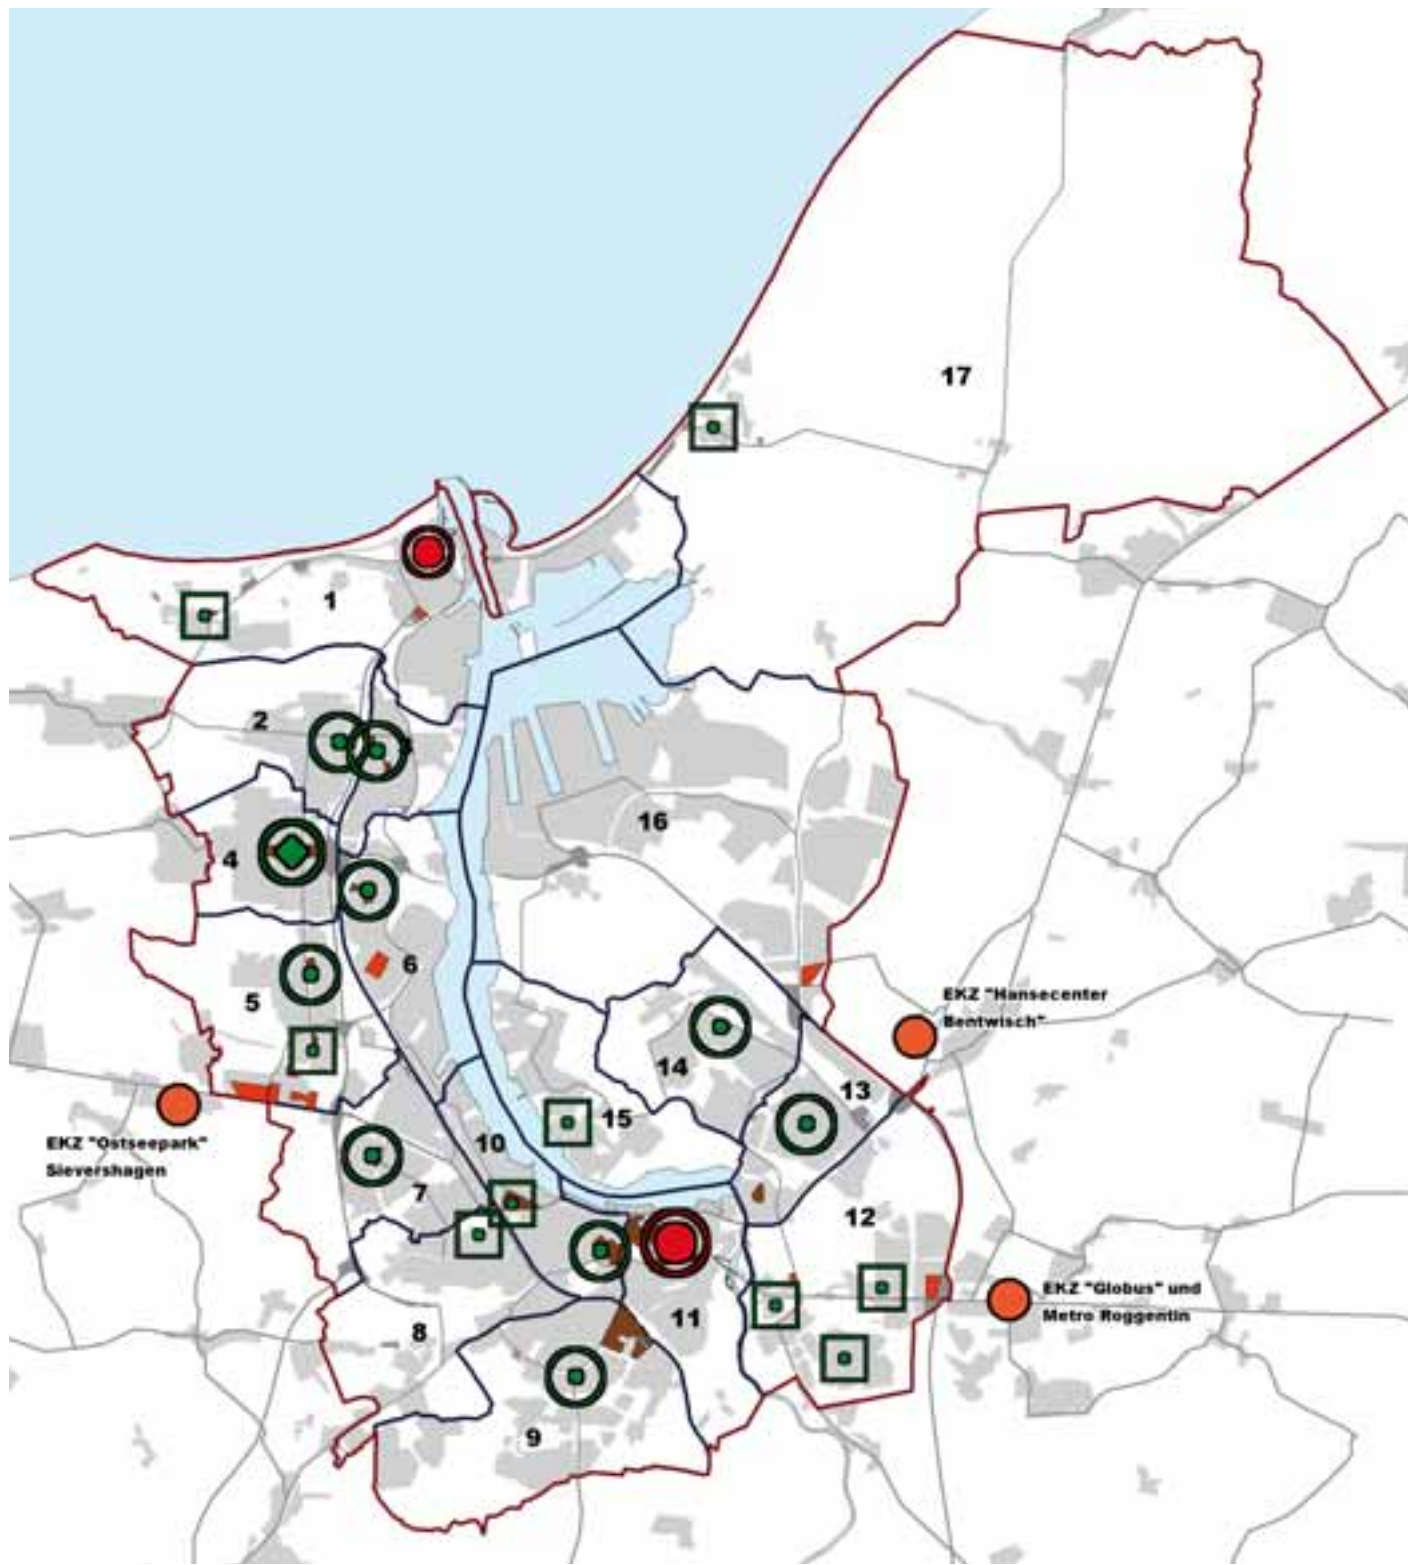 17
1
2
3
16
4
6
5
EKZ "Hansecenter
Bentwisch"
14
13
15
EKZ "Ostseepark"
Sievershagen
10
7
12
EKZ "Globus" und
Metro Roggentin
11
8
9